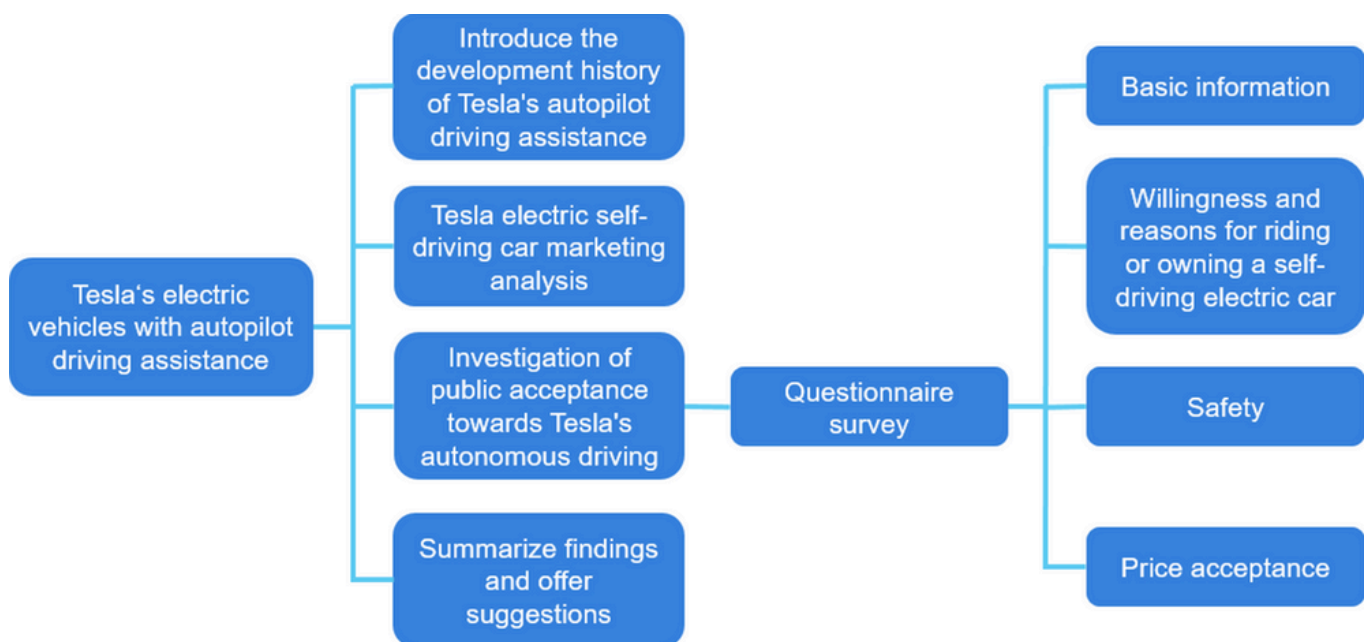 Introduce the
development history
of Tesla's autopilot
driving assistance
Tesla electric self-
driving car marketing
analysis
Tesla‘s electric
vehicles with autopilot
driving assistance
Investigation of
public acceptance
towards Tesla's
autonomous driving
Summarize findings
and offer
suggestions
Questionnaire
survey
Basic information
Willingness and
reasons for riding
or owning a self-
driving electric car
Safety
Price acceptance